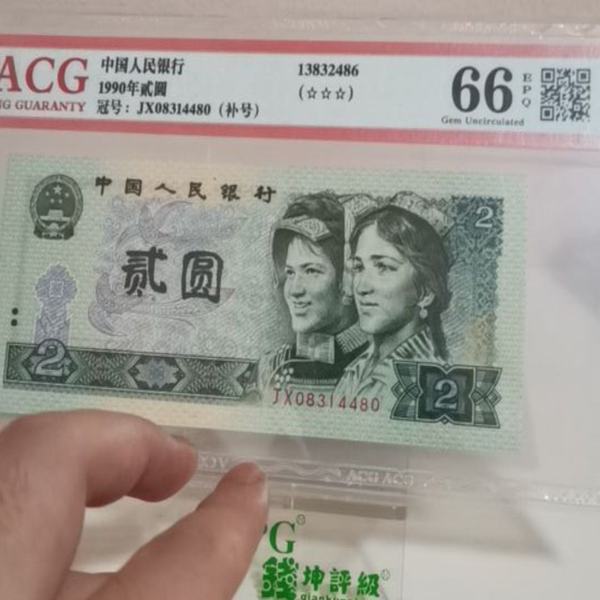 ACG
NG GUARANTY
中国人民银行
1990年贰圆
冠号：JX08314480（补号）
13832486
(☆☆☆)
66
EPQ
Gem Uncirculated
中国人民银行
贰圆
2
2
2
JX08314480
ACG ACG
PG®
錢坤評級®